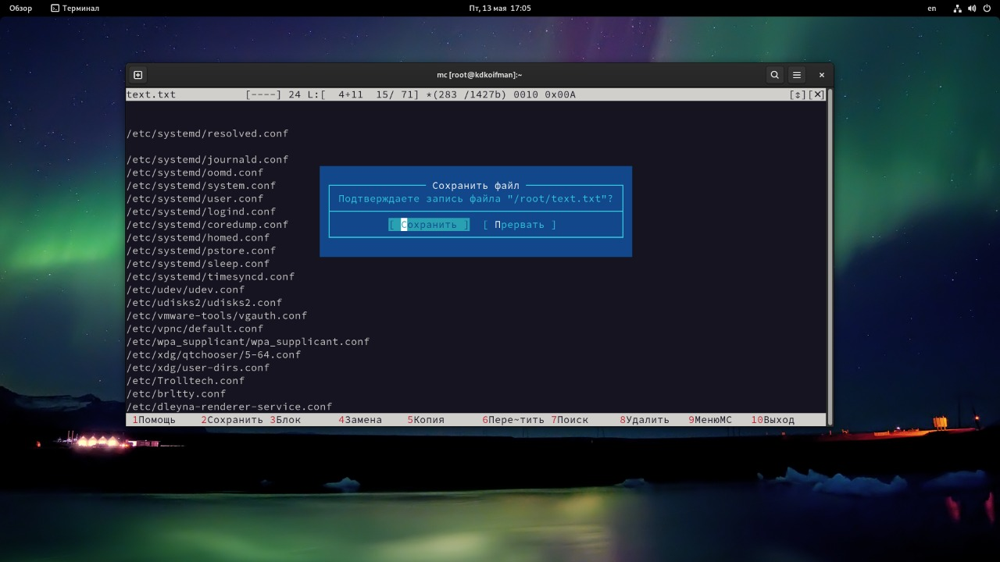 Обзор Терминал Пт, 13 мая 17:05 en
mc [root@kdkoifman]:~
text.txt [----] 24 L:[ 4+11 15/ 71] *(283 /1427b) 0010 0x00A [↕][✕]
/etc/systemd/resolved.conf
/etc/systemd/journald.conf
/etc/systemd/oomd.conf
/etc/systemd/system.conf
/etc/systemd/user.conf
/etc/systemd/logind.conf
/etc/systemd/coredump.conf
/etc/systemd/homed.conf
/etc/systemd/pstore.conf
/etc/systemd/sleep.conf
/etc/systemd/timesyncd.conf
/etc/udev/udev.conf
/etc/udisks2/udisks2.conf
/etc/vmware-tools/vgauth.conf
/etc/vpnc/default.conf
/etc/wpa_supplicant/wpa_supplicant.conf
/etc/xdg/qtchooser/5-64.conf
/etc/xdg/user-dirs.conf
/etc/Trolltech.conf
/etc/brltty.conf
/etc/dleyna-renderer-service.conf
Сохранить файл
Подтверждаете запись файла "/root/text.txt"?
[ Сохранить ] [ Прервать ]
1Помощь 2Сохранить 3Блок 4Замена 5Копия 6Пере~тить 7Поиск 8Удалить 9МенюМС 10Выход